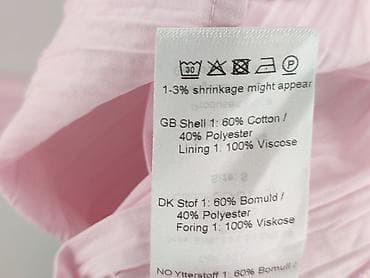 30
P
1-3% shrinkage might appear
GB Shell 1: 60% Cotton /
40% Polyester
Lining 1: 100% Viscose
DK Stof 1: 60% Bomuld /
40% Polyester
Foring 1: 100% Viskose
NO Ytterstoff 1: 60% Bomull